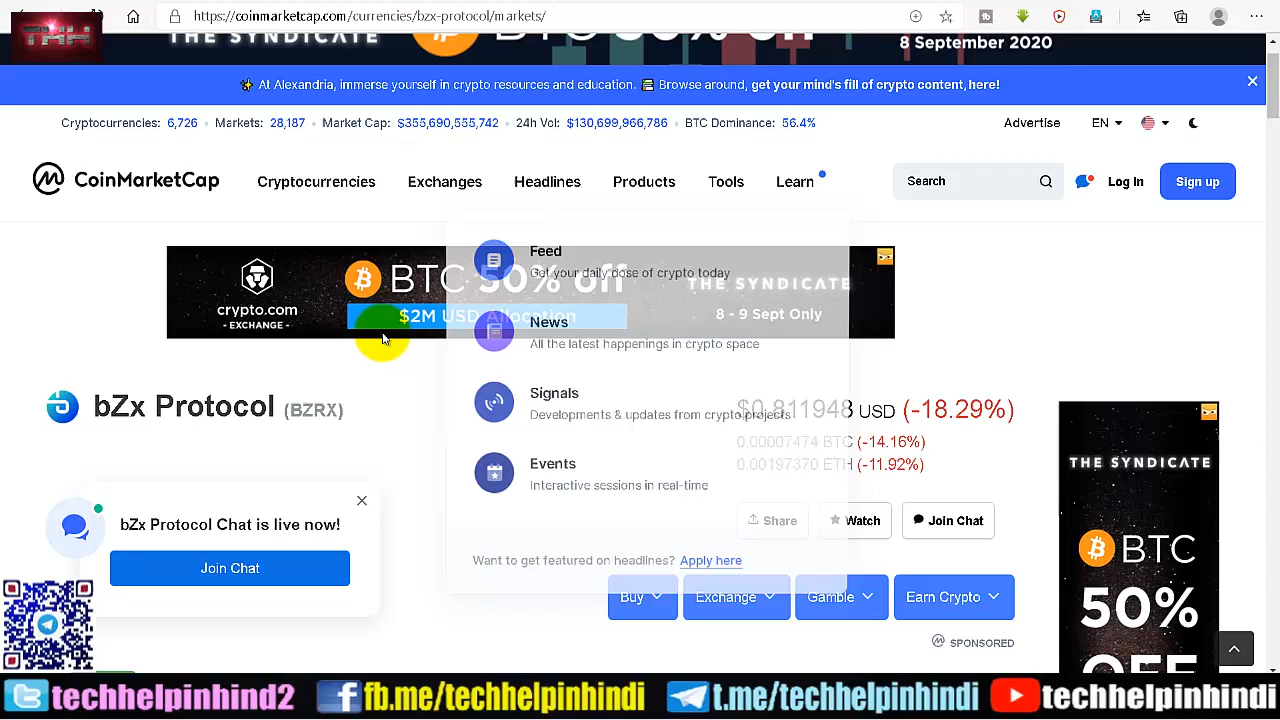 https://coinmarketcap.com/currencies/bzx-protocol/markets/
THH
THE SYNDICATE
BTC 50% off
8 September 2020
At Alexandria, immerse yourself in crypto resources and education. Browse around, get your mind's fill of crypto content, here!
Cryptocurrencies: 6,726 • Markets: 28,187 • Market Cap: $355,690,555,742 • 24h Vol: $130,699,966,786 • BTC Dominance: 56.4%
Advertise EN
CoinMarketCap
Cryptocurrencies Exchanges Headlines Products Tools Learn
Search
Log In
Sign up
crypto.com
- EXCHANGE -
BTC 50% off
$2M USD Allocation
THE SYNDICATE
8 - 9 Sept Only
Feed
Get your daily dose of crypto today
News
All the latest happenings in crypto space
Signals
Developments & updates from crypto projects
Events
Interactive sessions in real-time
Want to get featured on headlines? Apply here
bZx Protocol (BZRX)
$0.811948 USD (-18.29%)
0.00007474 BTC (-14.16%)
0.00197370 ETH (-11.92%)
Share Watch Join Chat
bZx Protocol Chat is live now!
Join Chat
Buy Exchange Gamble Earn Crypto
SPONSORED
THE SYNDICATE
BTC
50%
OFF
techhelpinhindi2 fb.me/techhelpinhindi t.me/techhelpinhindi techhelpinhindi